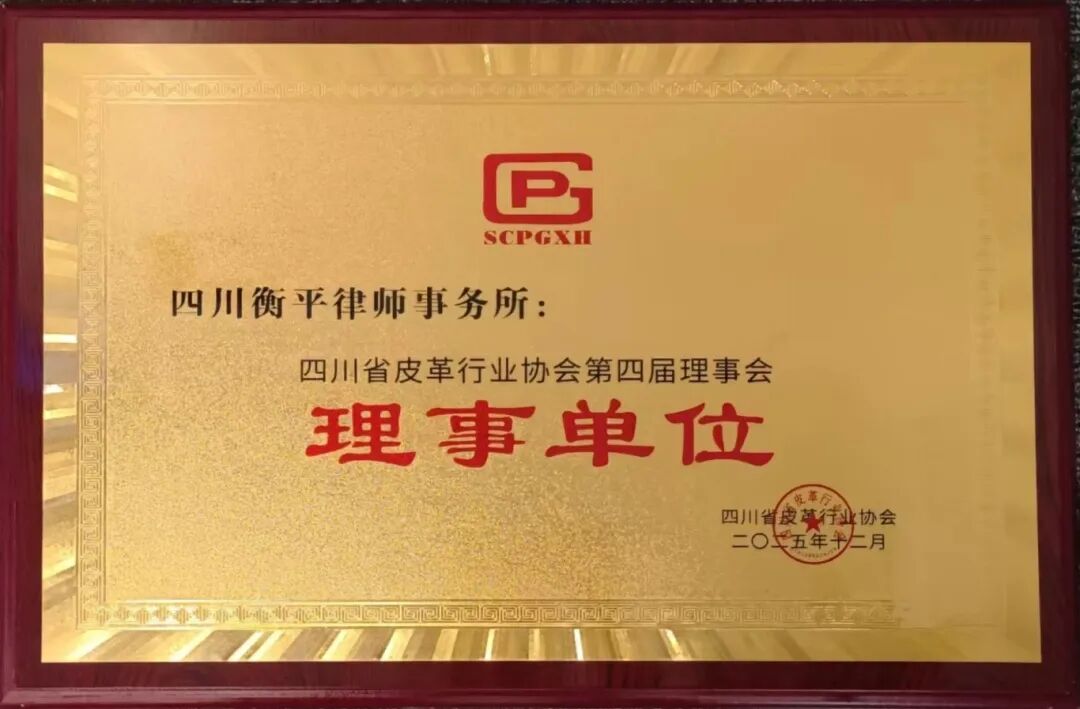 GP
SCPGXH
四川衡平律师事务所：
四川省皮革行业协会第四届理事会
理事单位
四川省皮革行业协会
二〇二五年十二月